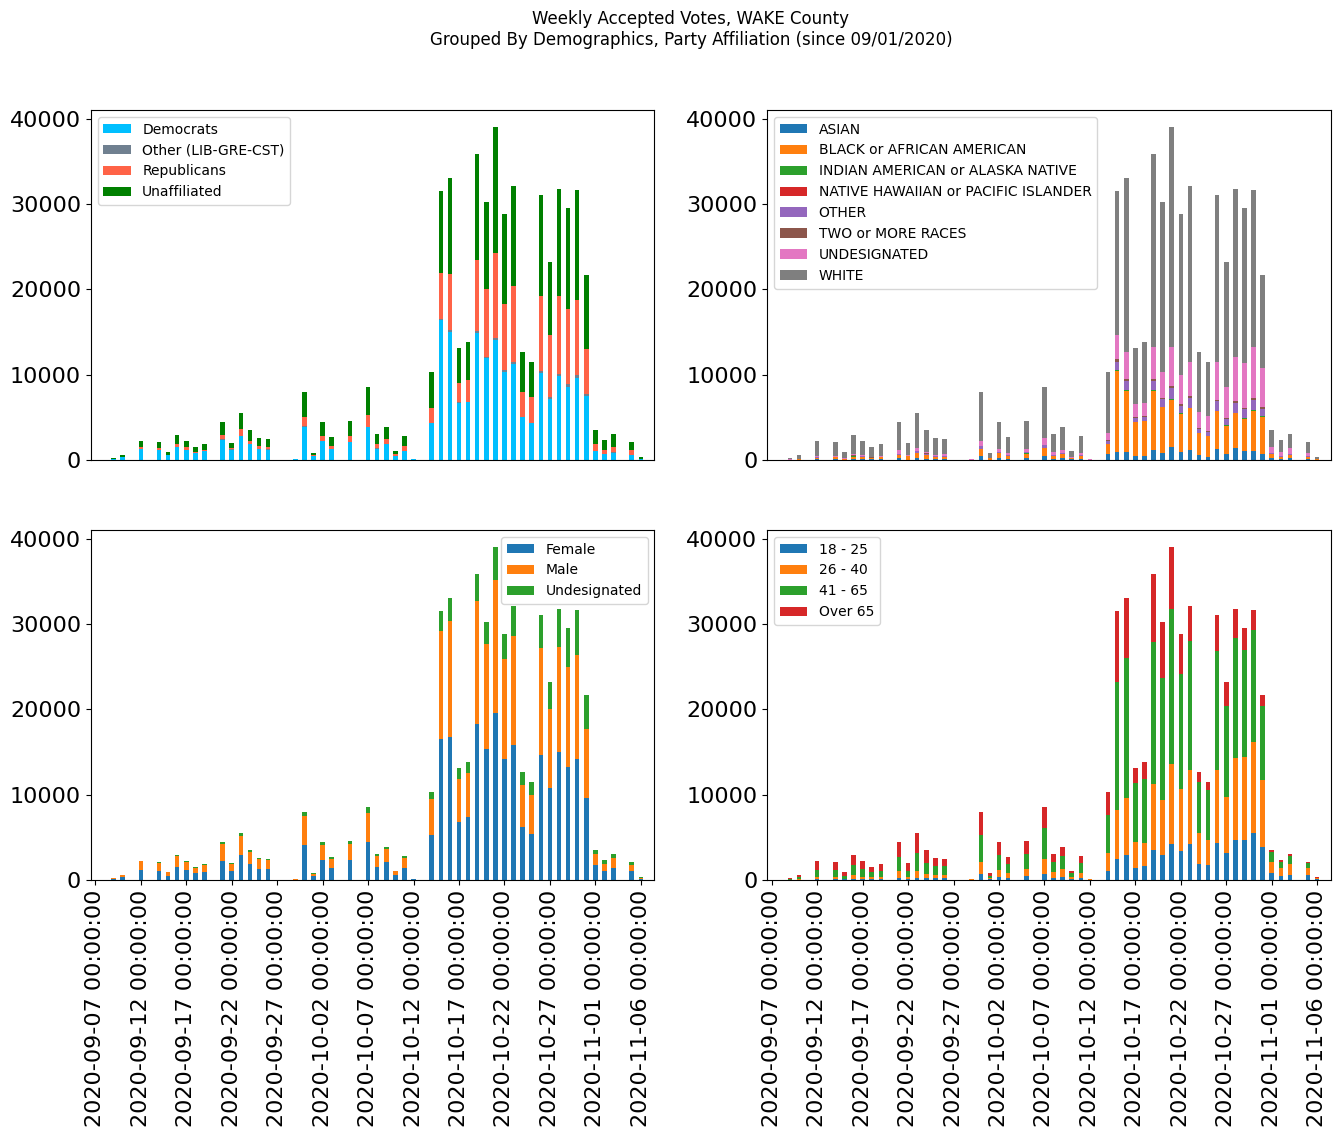 Weekly Accepted Votes, WAKE County
Grouped By Demographics, Party Affiliation (since 09/01/2020)
40000
30000
20000
10000
0
Democrats
Other (LIB-GRE-CST)
Republicans
Unaffiliated
40000
30000
20000
10000
0
ASIAN
BLACK or AFRICAN AMERICAN
INDIAN AMERICAN or ALASKA NATIVE
NATIVE HAWAIIAN or PACIFIC ISLANDER
OTHER
TWO or MORE RACES
UNDESIGNATED
WHITE
40000
30000
20000
10000
0
Female
Male
Undesignated
2020-09-07 00:00:00
2020-09-12 00:00:00
2020-09-17 00:00:00
2020-09-22 00:00:00
2020-09-27 00:00:00
2020-10-02 00:00:00
2020-10-07 00:00:00
2020-10-12 00:00:00
2020-10-17 00:00:00
2020-10-22 00:00:00
2020-10-27 00:00:00
2020-11-01 00:00:00
2020-11-06 00:00:00
40000
30000
20000
10000
0
18 - 25
26 - 40
41 - 65
Over 65
2020-09-07 00:00:00
2020-09-12 00:00:00
2020-09-17 00:00:00
2020-09-22 00:00:00
2020-09-27 00:00:00
2020-10-02 00:00:00
2020-10-07 00:00:00
2020-10-12 00:00:00
2020-10-17 00:00:00
2020-10-22 00:00:00
2020-10-27 00:00:00
2020-11-01 00:00:00
2020-11-06 00:00:00